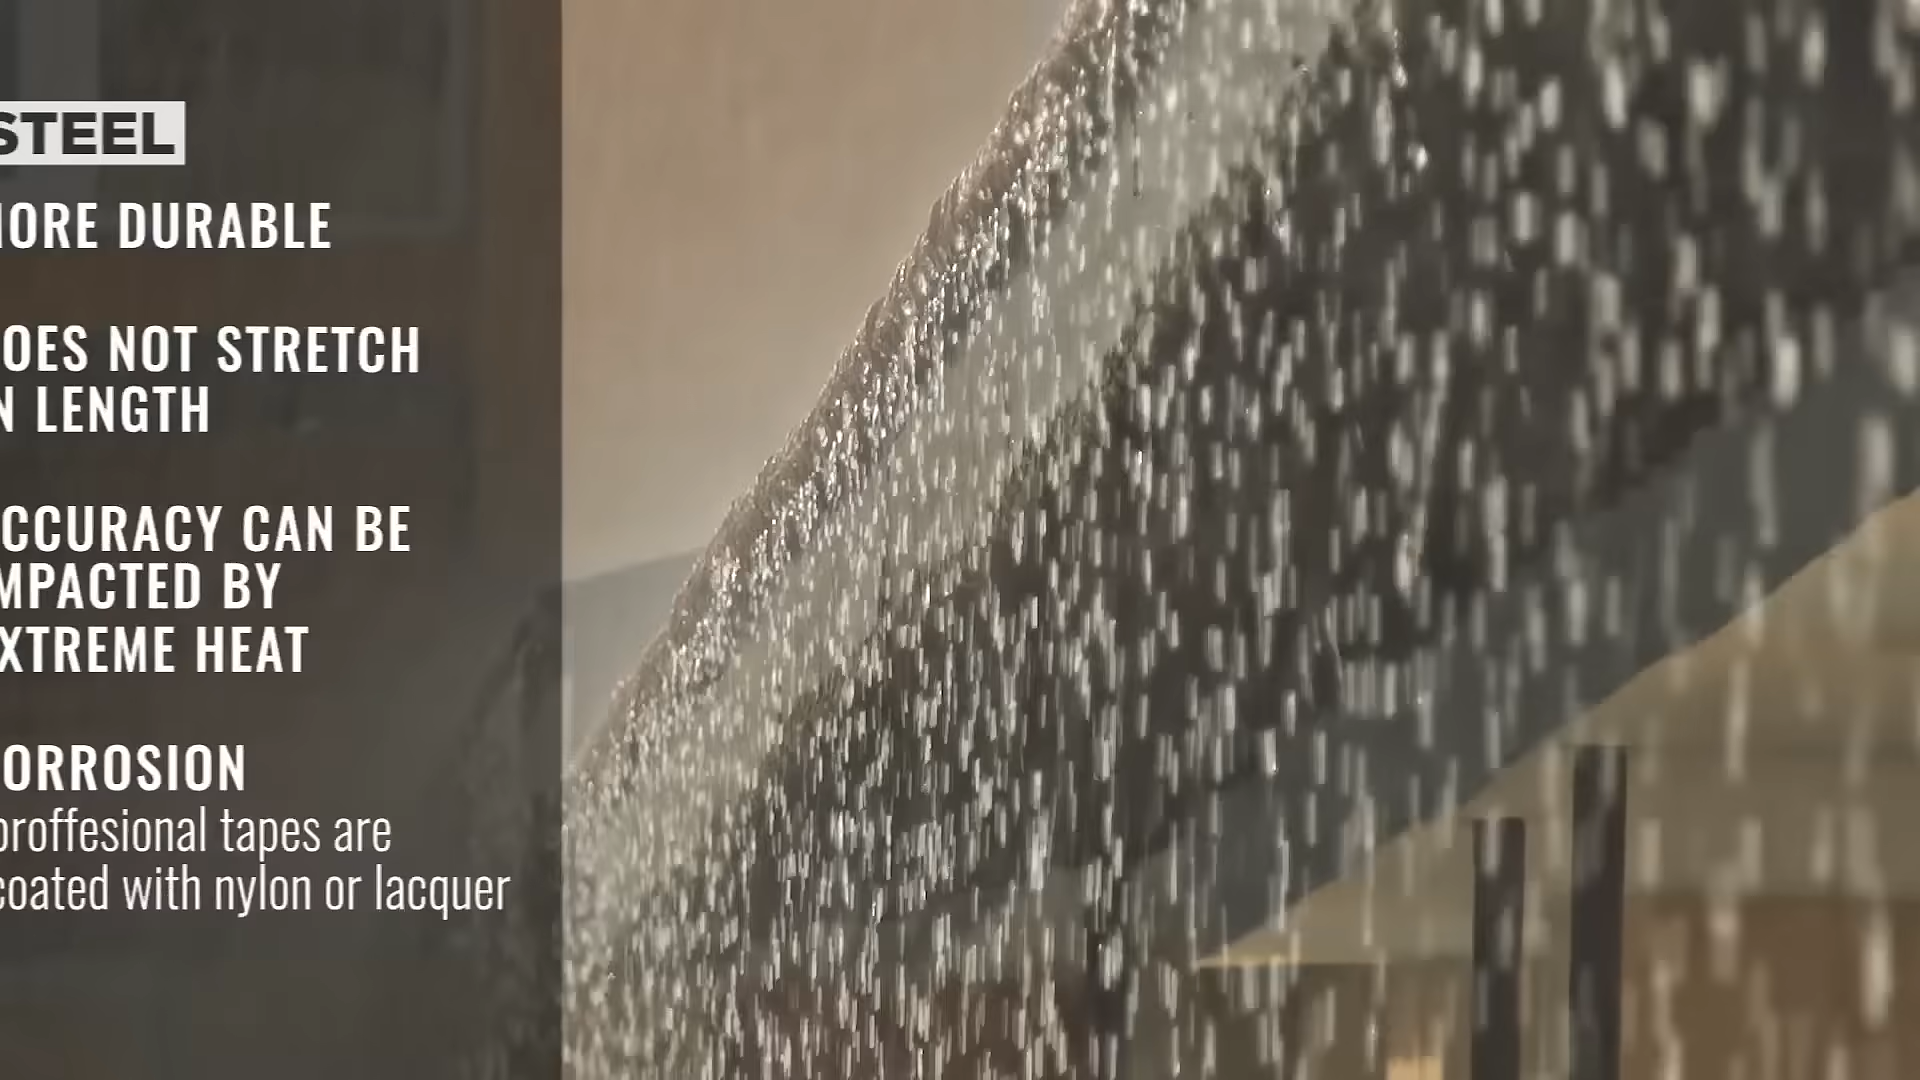 STEEL
MORE DURABLE
DOES NOT STRETCH
IN LENGTH
ACCURACY CAN BE
IMPACTED BY
EXTREME HEAT
CORROSION
proffesional tapes are
coated with nylon or lacquer